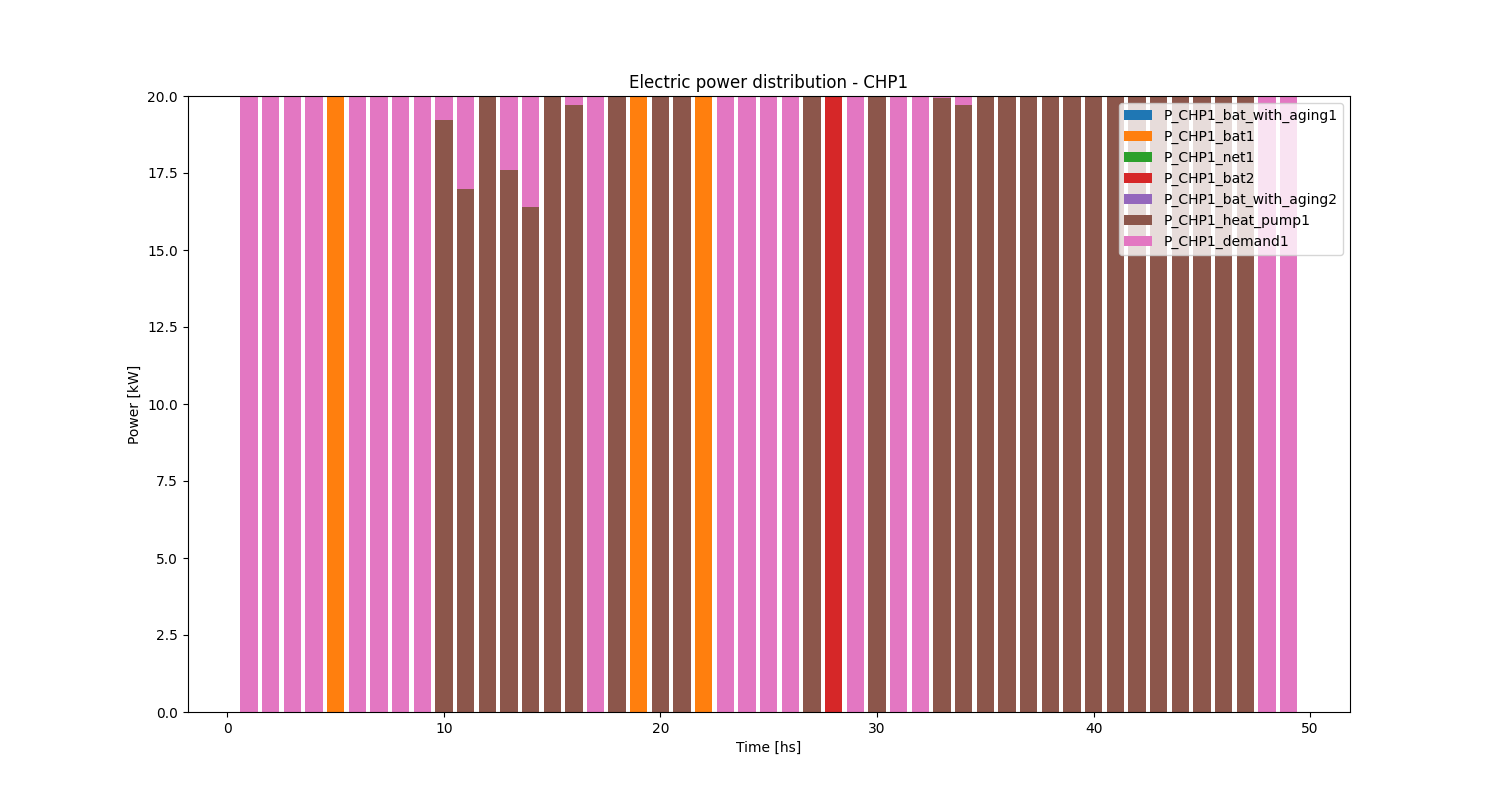 Electric power distribution - CHP1
20.0
17.5
15.0
12.5
10.0
7.5
5.0
2.5
0.0
Power [kW]
P_CHP1_bat_with_aging1
P_CHP1_bat1
P_CHP1_net1
P_CHP1_bat2
P_CHP1_bat_with_aging2
P_CHP1_heat_pump1
P_CHP1_demand1
0 10 20 30 40 50
Time [hs]